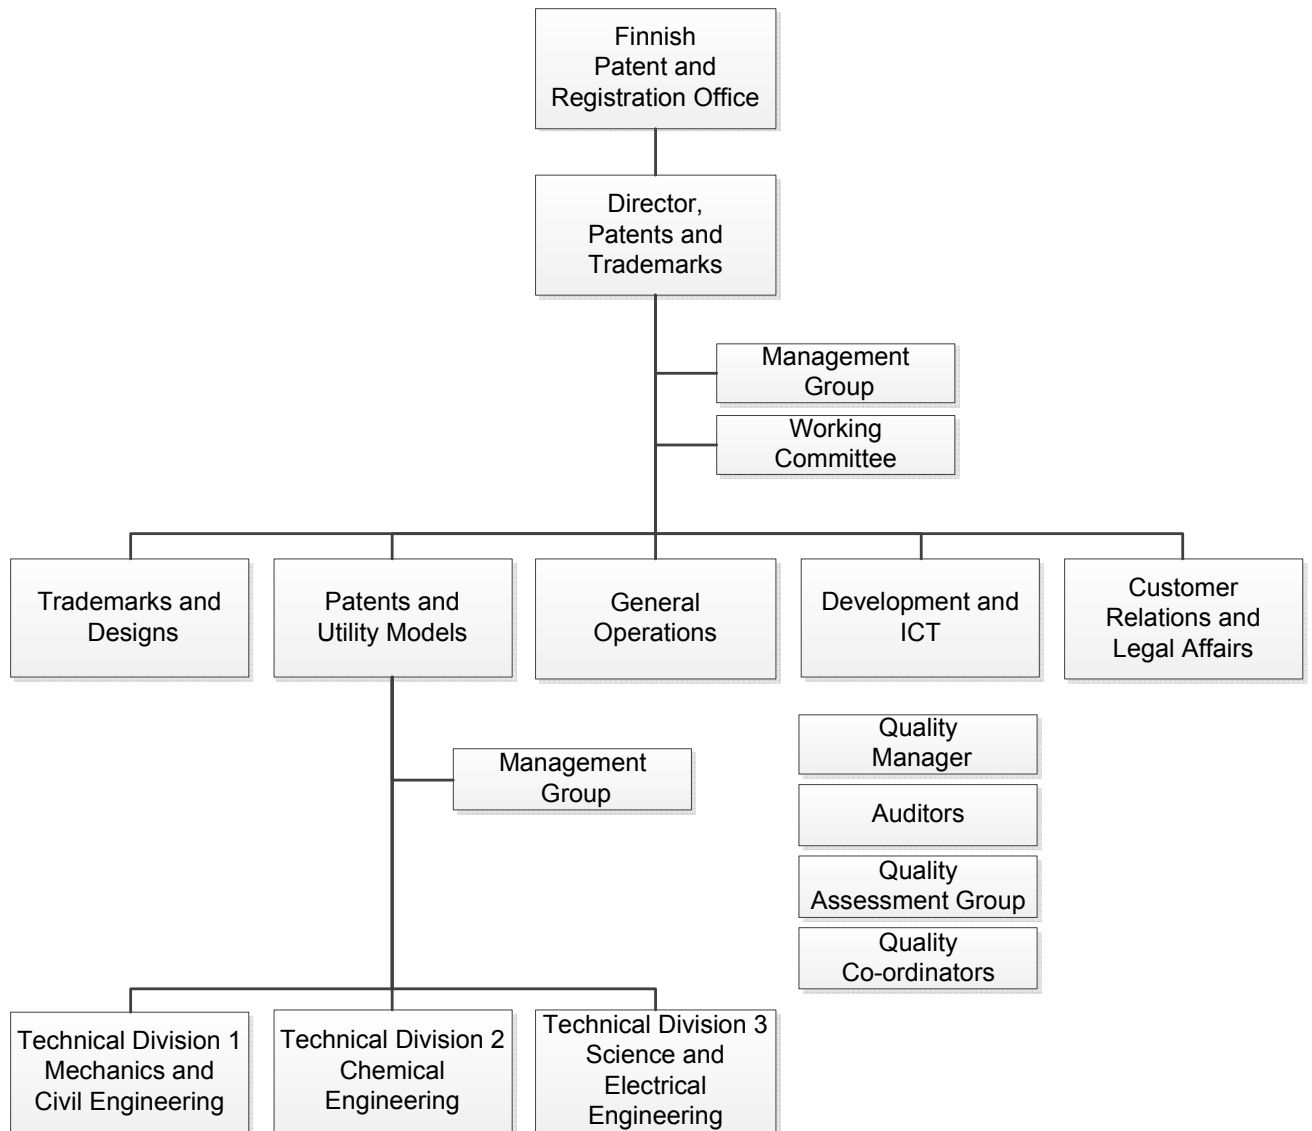 Finnish
Patent and
Registration Office
Director,
Patents and
Trademarks
Management
Group
Working
Committee
Trademarks and
Designs
Patents and
Utility Models
General
Operations
Development and
ICT
Customer
Relations and
Legal Affairs
Management
Group
Quality
Manager
Auditors
Quality
Assessment Group
Quality
Co-ordinators
Technical Division 1
Mechanics and
Civil Engineering
Technical Division 2
Chemical
Engineering
Technical Division 3
Science and
Electrical
Engineering